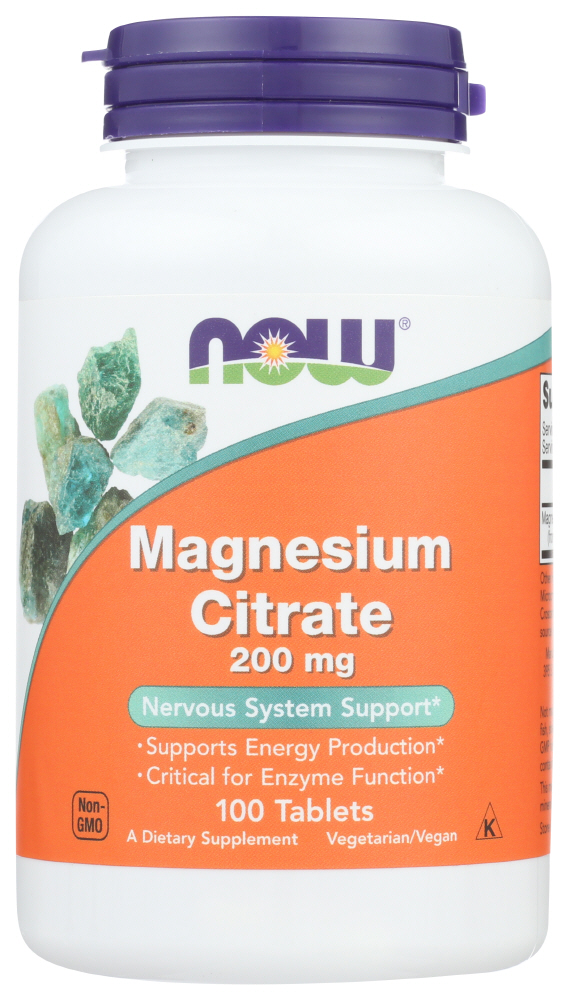 NOW®
Magnesium
Citrate
200 mg
Nervous System Support*
·Supports Energy Production*
·Critical for Enzyme Function*
100 Tablets
Non-
GMO
A Dietary Supplement Vegetarian/Vegan
K